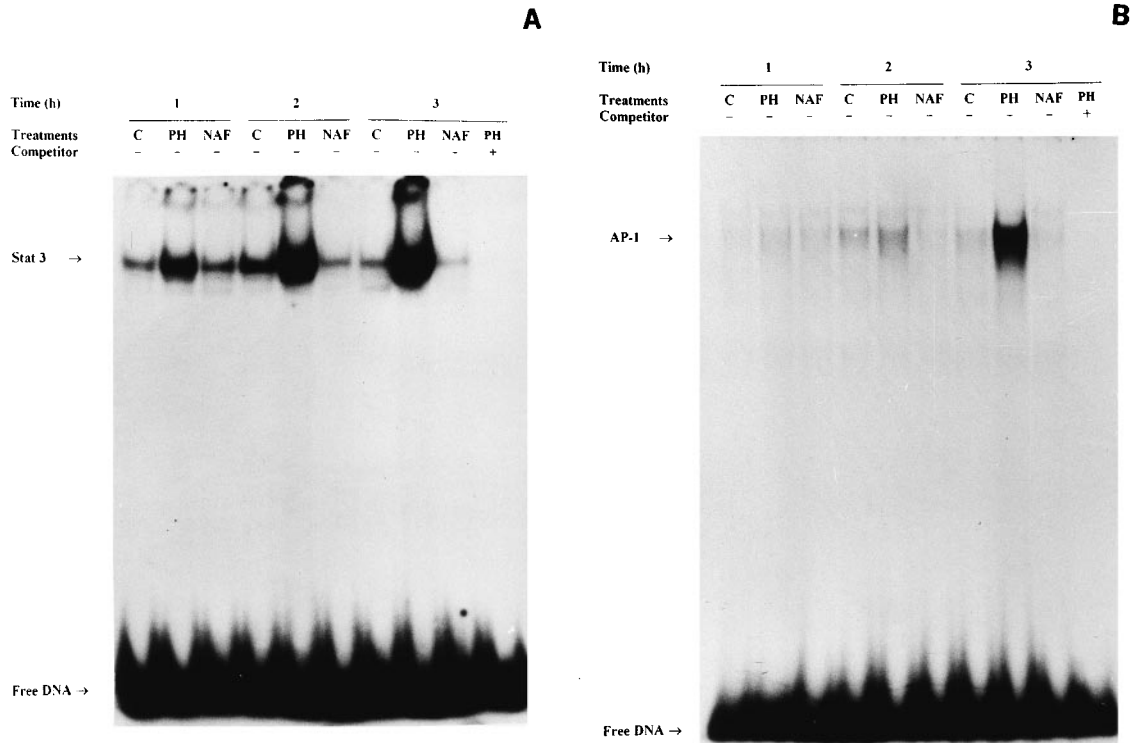 A
Time (h) 1 2 3
Treatments C PH NAF C PH NAF C PH NAF PH
Competitor – – – – – – – – – +
Stat 3 →
Free DNA →
B
Time (h) 1 2 3
Treatments C PH NAF C PH NAF C PH NAF PH
Competitor – – – – – – – – – +
AP-1 →
Free DNA →